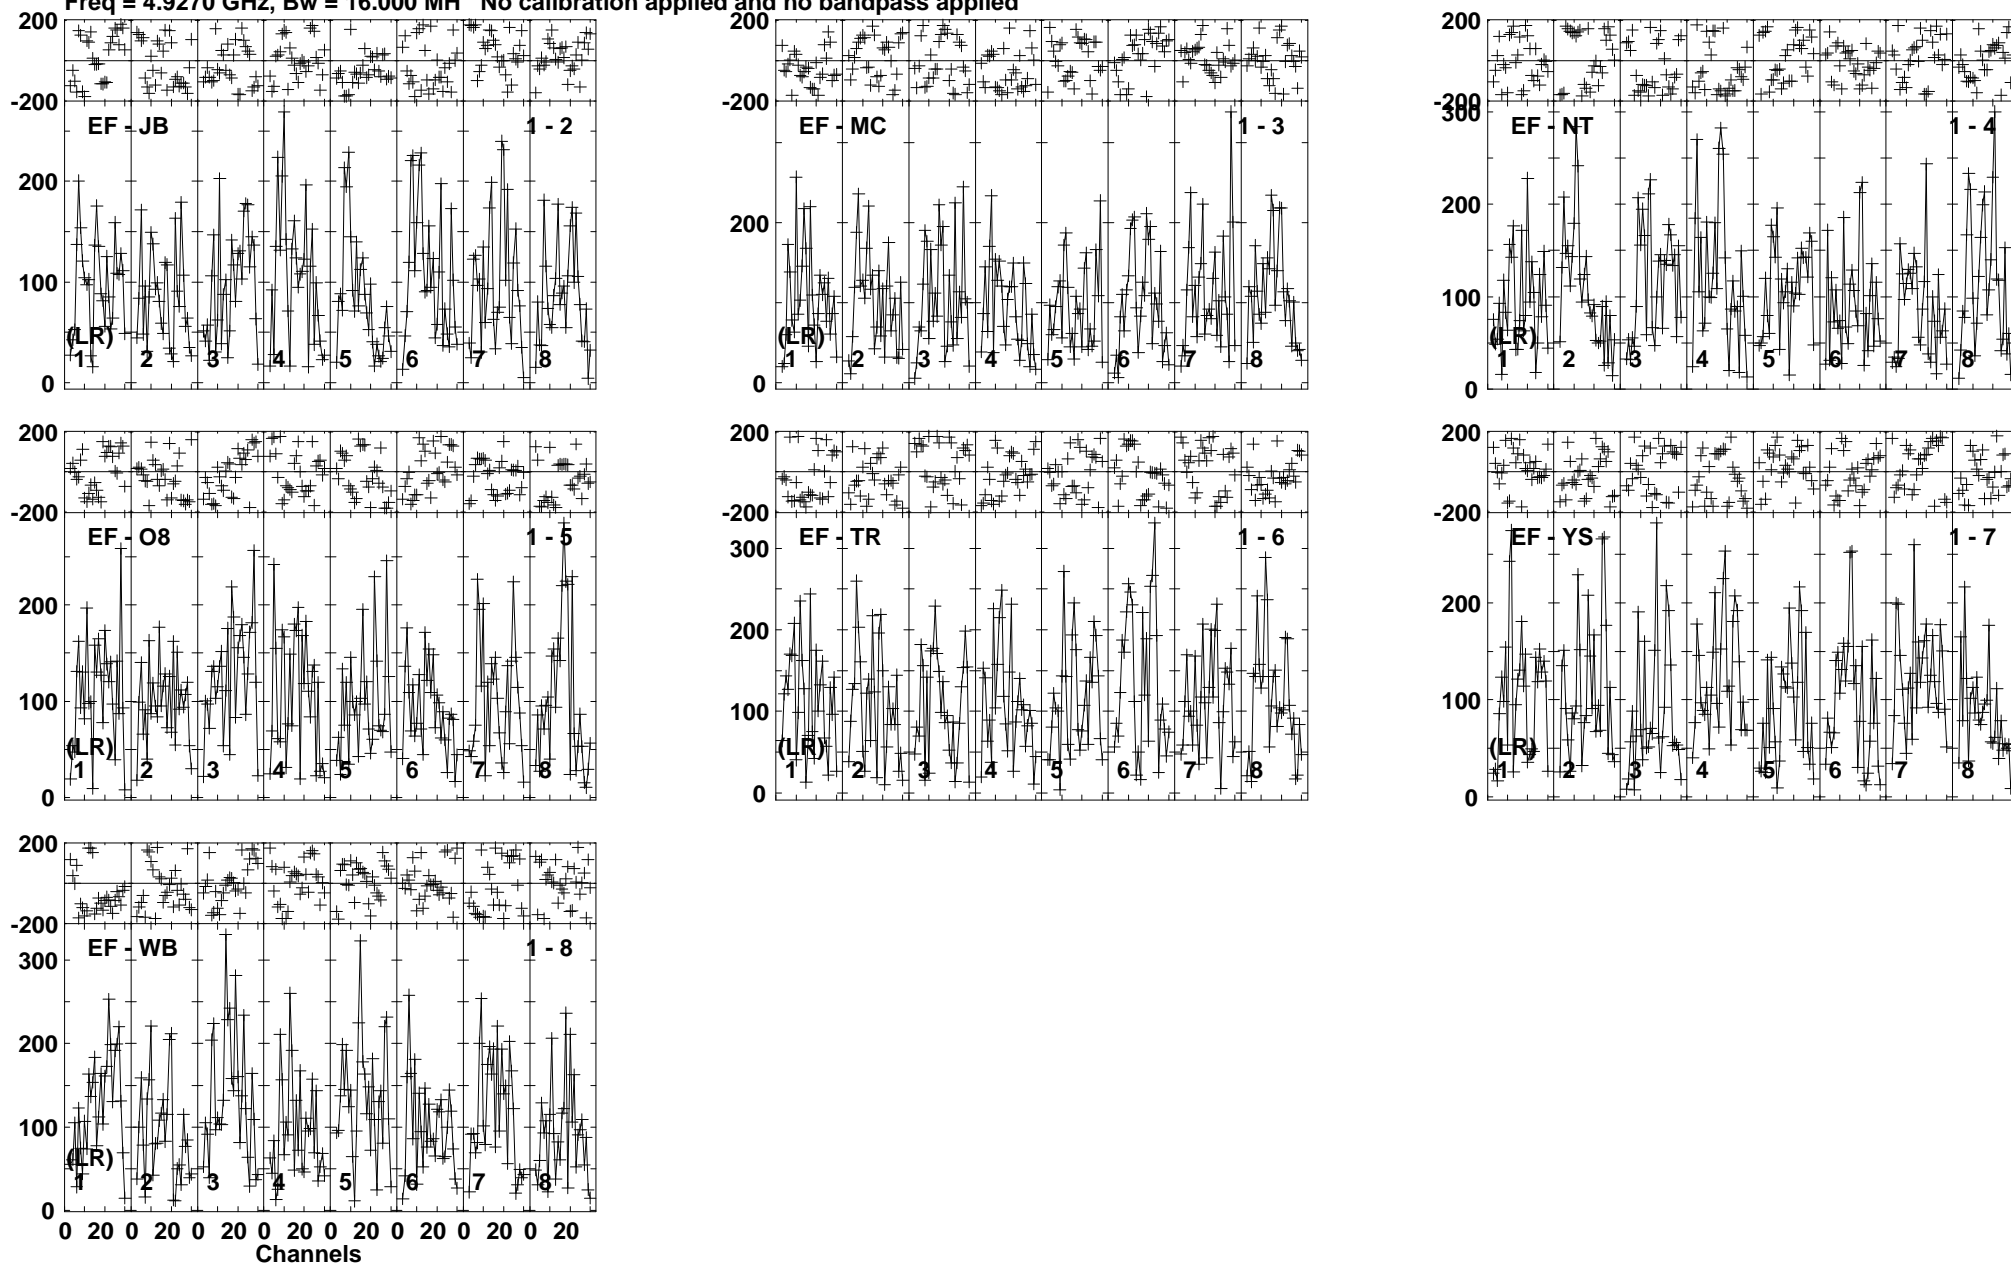 Freq = 4.9270 GHz, Bw = 16.000 MH No calibration applied and no bandpass applied
200 200 200
-200 -200 -200
EF - JB 1 - 2 EF - MC 1 - 3 300 EF - NT 1 - 4
200 200 200
100 100
(LR) (LR) (LR)
1 2 3 4 5 6 7 8 1 2 3 4 5 6 7 8 1 2 3 4 5 6 7 8
0 0 0
200 200 200
-200 -200 -200
EF - O8 1 - 5 EF - TR 1 - 6 EF - YS 1 - 7
300
200 200 200
100 100 100
(LR) (LR) (LR)
1 2 3 4 5 6 7 8 1 2 3 4 5 6 7 8 1 2 3 4 5 6 7 8
0 0 0
200
-200
EF - WB 1 - 8
300
200
100
(LR)
1 2 3 4 5 6 7 8
0
0 20 0 20 0 20 0 20 0 20 0 20 0 20 0 20
Channels